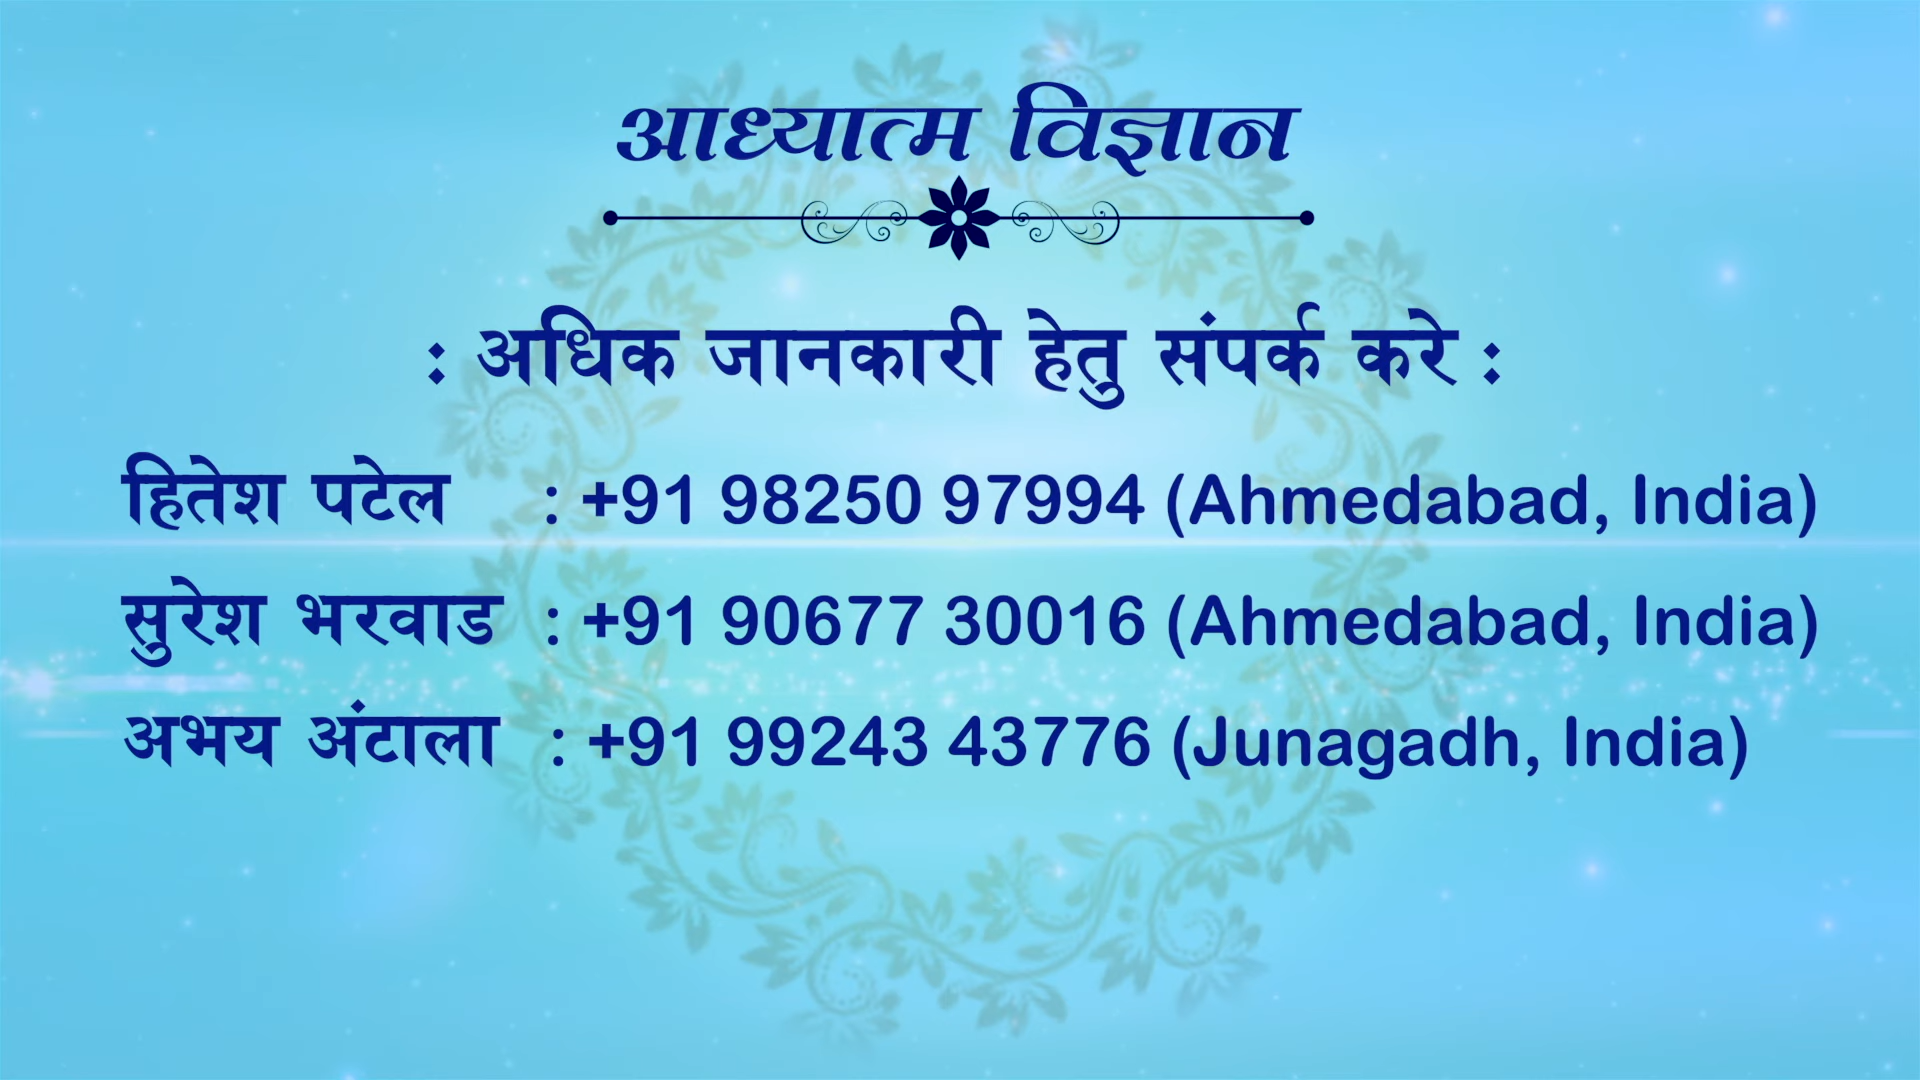 आध्यात्म विज्ञान
: अधिक जानकारी हेतु संपर्क करे :
हितेश पटेल : +91 98250 97994 (Ahmedabad, India)
सुरेश भरवाड : +91 90677 30016 (Ahmedabad, India)
अभय अंटाला : +91 99243 43776 (Junagadh, India)